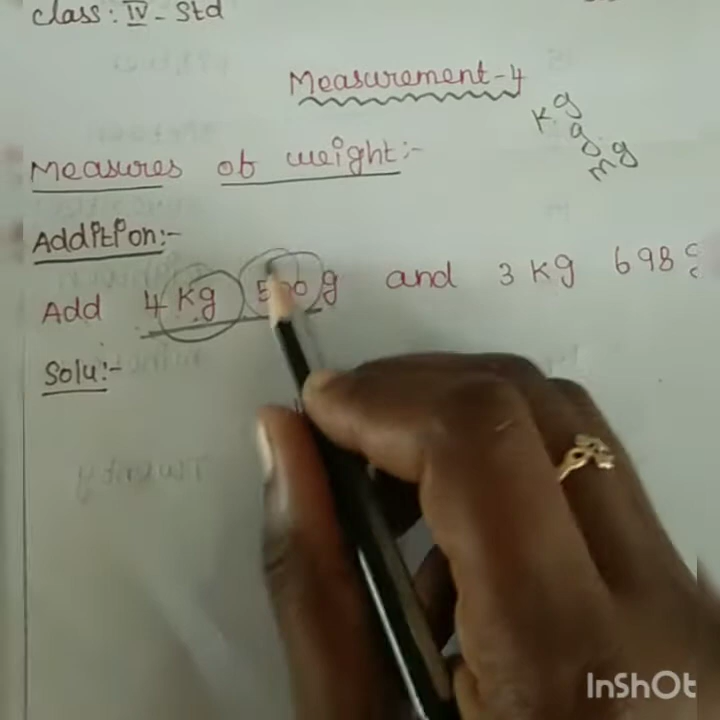 Class: IV - Std
Measurement-4
kg
g
mg
Measures of weight:-
Addition:-
Add 4 kg 500 g and 3 kg 698
Solu:-
InShOt